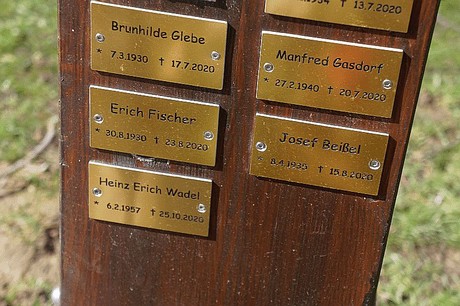 Brunhilde Glebe
* 7.3.1930 † 17.7.2020
Erich Fischer
* 30.8.1930 † 23.8.2020
Heinz Erich Wadel
* 6.2.1957 † 25.10.2020
13.7.2020
Manfred Gasdorf
* 27.2.1940 † 20.7.2020
Josef Beißel
* 8.4.1935 † 15.8.2020